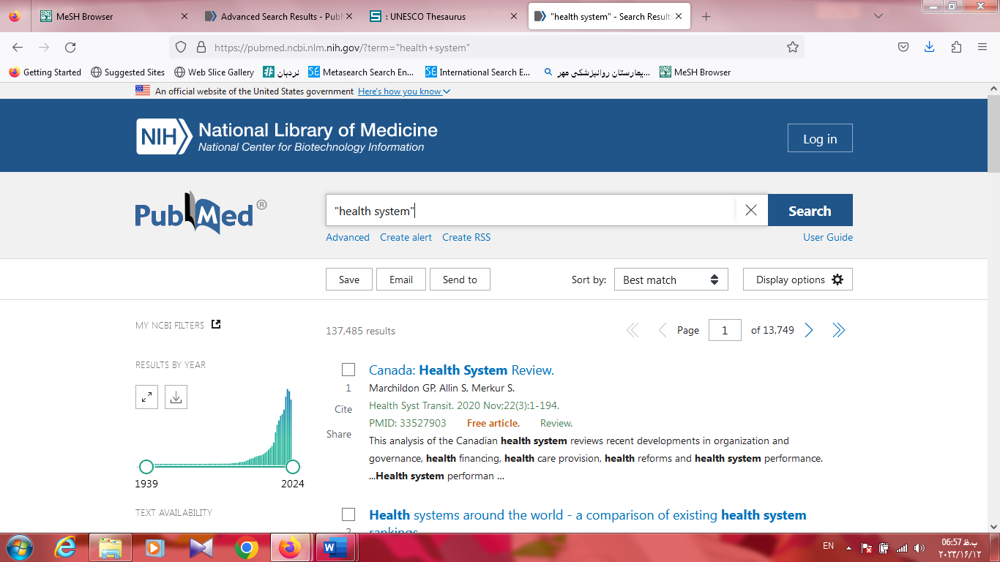 MeSH Browser
Advanced Search Results - Pub
: UNESCO Thesaurus
"health system" - Search Results
https://pubmed.ncbi.nlm.nih.gov/?term="health+system"
Getting Started
Suggested Sites
Web Slice Gallery
نردبان
Metasearch Search En...
International Search E...
بیمارستان روانپزشکی مهر...
MeSH Browser
An official website of the United States government Here's how you know
NIH National Library of Medicine
National Center for Biotechnology Information
Log in
PubMed®
"health system"
Search
Advanced Create alert Create RSS
User Guide
Save Email Send to
Sort by: Best match
Display options
MY NCBI FILTERS
137,485 results
Page 1 of 13,749
RESULTS BY YEAR
1939 2024
TEXT AVAILABILITY
1
Cite
Share
Canada: Health System Review.
Marchildon GP, Allin S, Merkur S.
Health Syst Transit. 2020 Nov;22(3):1-194.
PMID: 33527903 Free article. Review.
This analysis of the Canadian health system reviews recent developments in organization and
governance, health financing, health care provision, health reforms and health system performance.
...Health system performan ...
2
Health systems around the world - a comparison of existing health system
rankings
EN
06:57 ب.ظ
۲۰۲۳/۱۶/۱۲